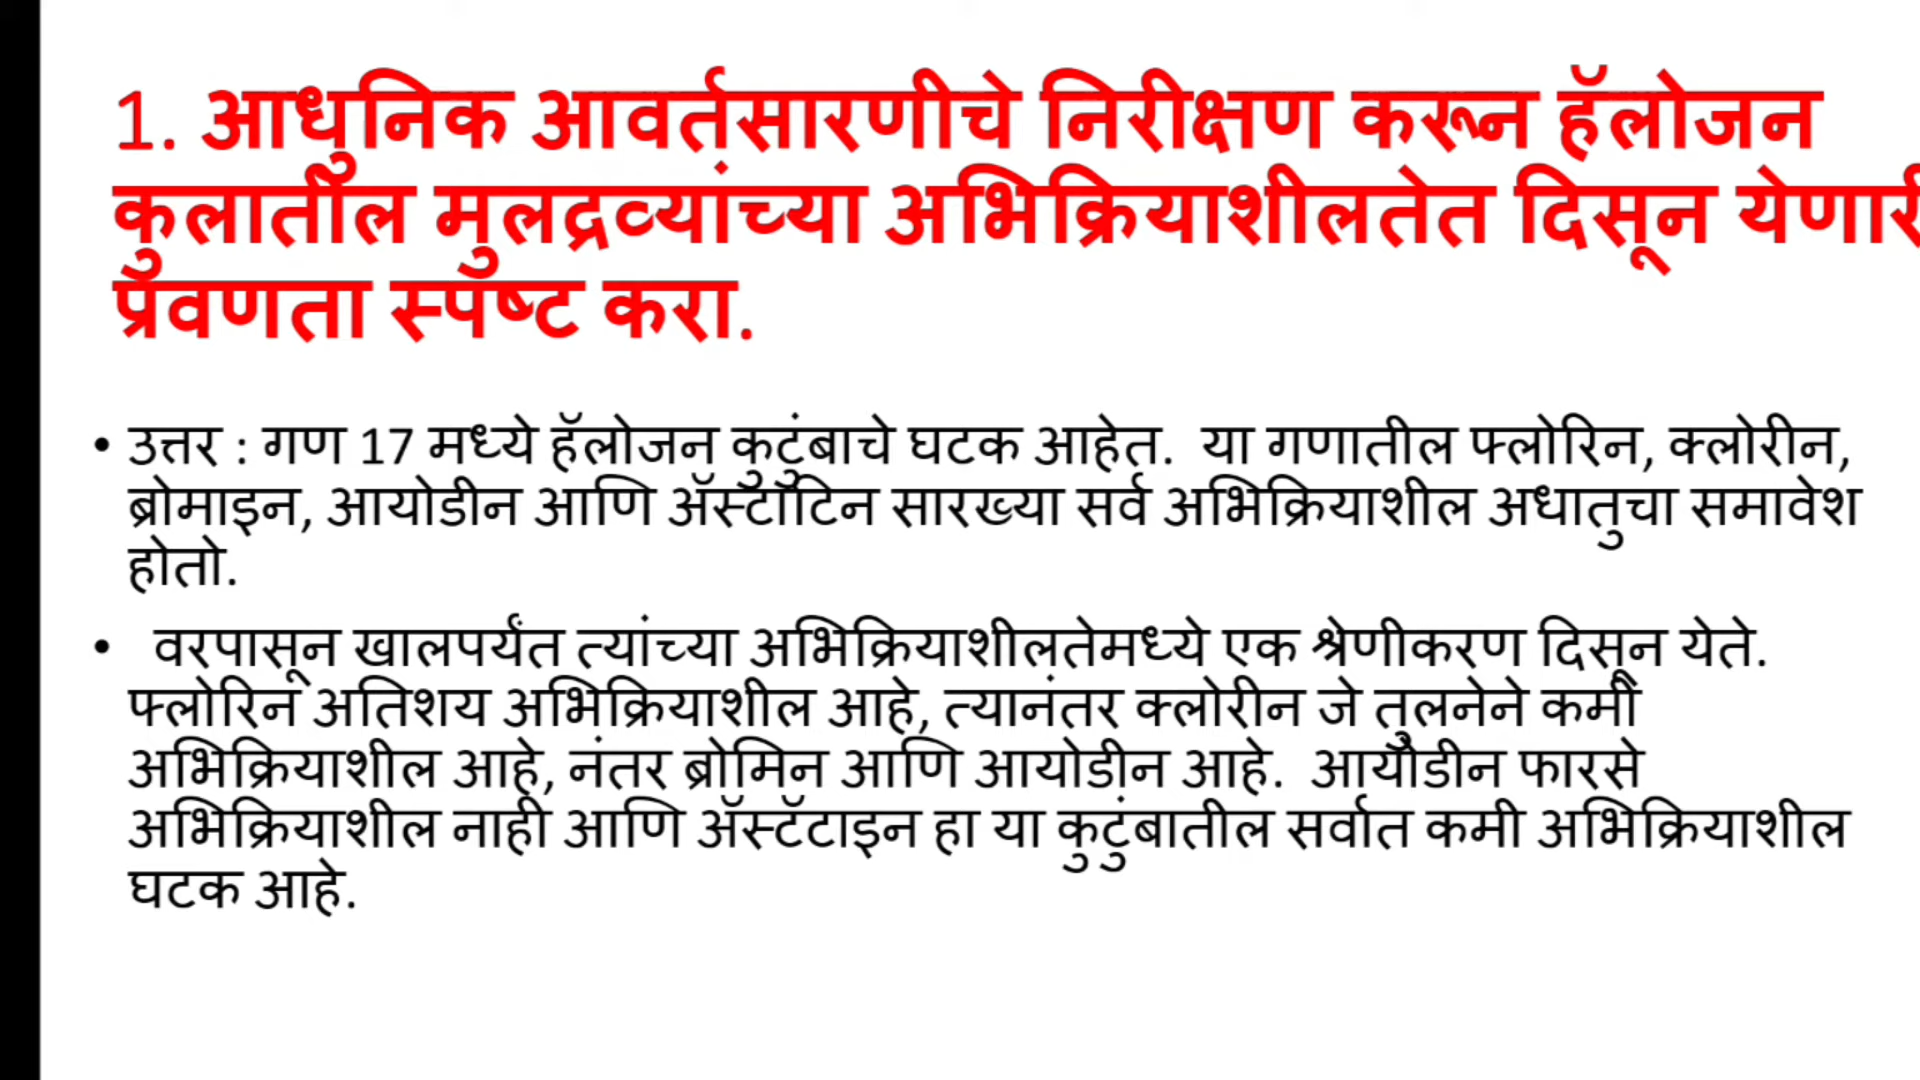 1. आधुनिक आवर्तसारणीचे निरीक्षण करून हॅलोजन
कुलातील मुलद्रव्यांच्या अभिक्रियाशीलतेत दिसून येणारी
प्रवणता स्पष्ट करा.
• उत्तर : गण 17 मध्ये हॅलोजन कुटुंबाचे घटक आहेत. या गणातील फ्लोरिन, क्लोरीन,
ब्रोमाइन, आयोडीन आणि ॲस्टाटिन सारख्या सर्व अभिक्रियाशील अधातुचा समावेश
होतो.
• वरपासून खालपर्यंत त्यांच्या अभिक्रियाशीलतेमध्ये एक श्रेणीकरण दिसून येते.
फ्लोरिन अतिशय अभिक्रियाशील आहे, त्यानंतर क्लोरीन जे तुलनेने कमी
अभिक्रियाशील आहे, नंतर ब्रोमिन आणि आयोडीन आहे. आयोडीन फारसे
अभिक्रियाशील नाही आणि ॲस्टॅटाइन हा या कुटुंबातील सर्वात कमी अभिक्रियाशील
घटक आहे.